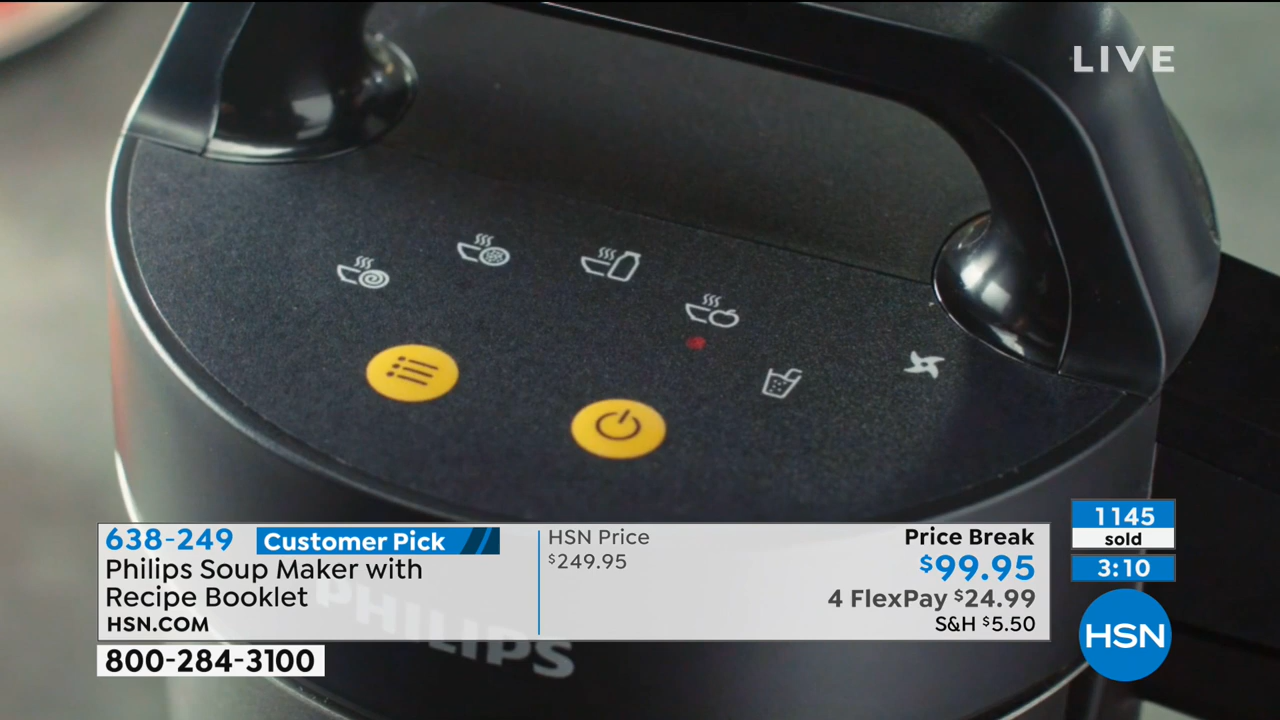 LIVE
638-249 Customer Pick
Philips Soup Maker with
Recipe Booklet
HSN.COM
800-284-3100
HSN Price
$249.95
Price Break
$99.95
4 FlexPay $24.99
S&H $5.50
1145
sold
3:10
HSN
PHILIPS